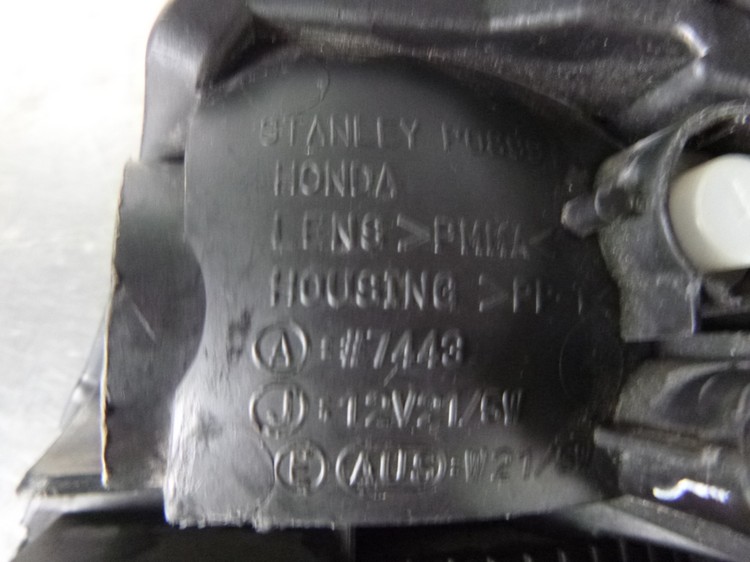 STANLEY
HONDA
LENS >PMMA<
HOUSING >PP-T<
A :#7443
J :12V21/5W
E AUS :W21/5W